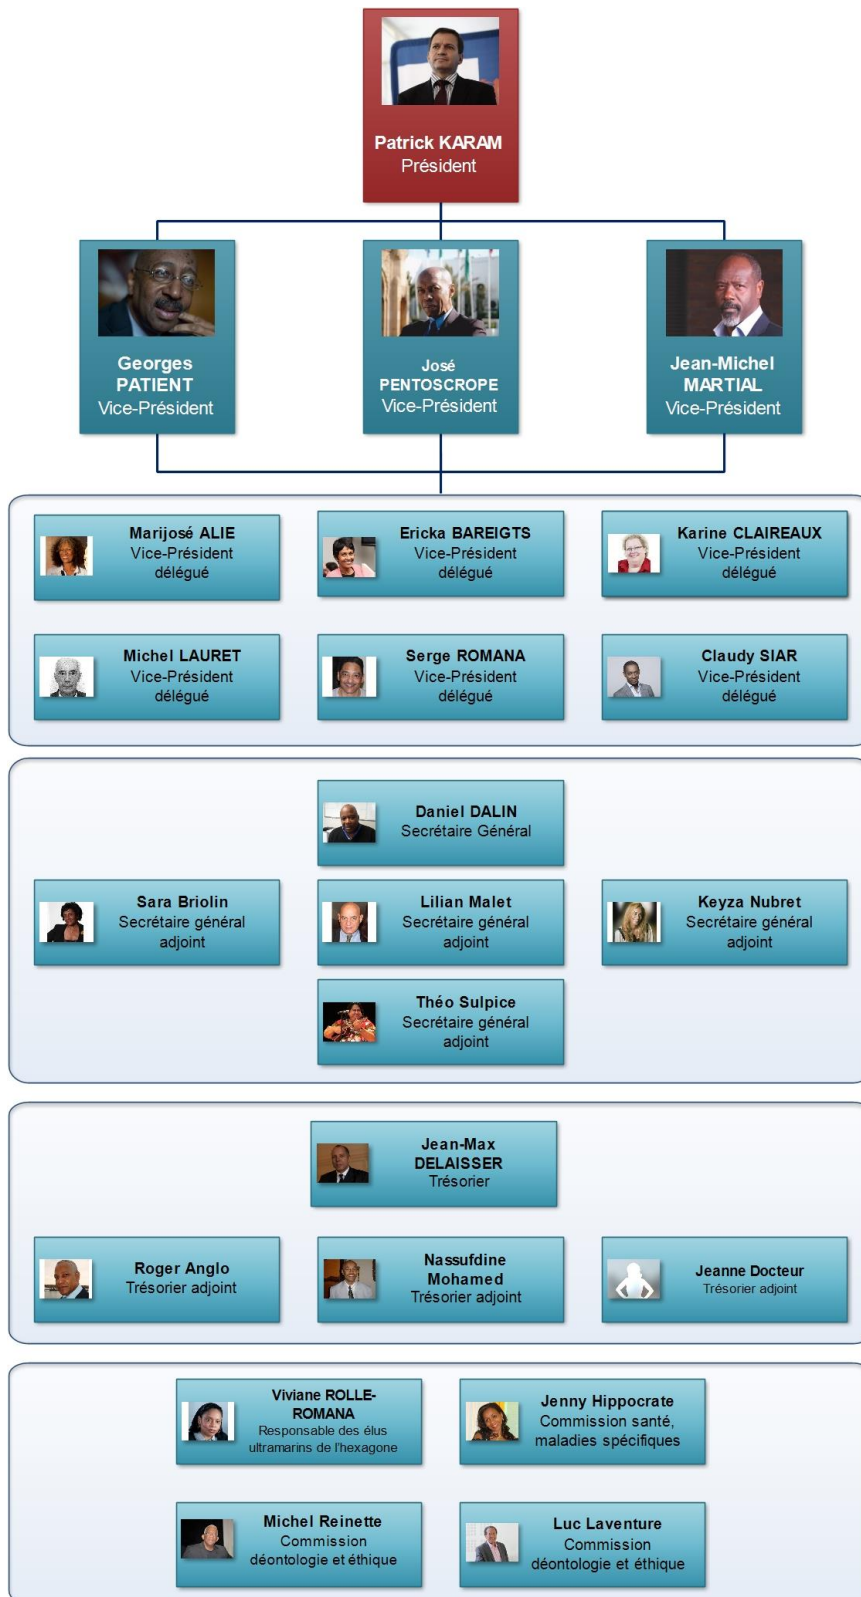 Patrick KARAM
Président
Georges
PATIENT
Vice-Président
José
PENTOSCROPE
Vice-Président
Jean-Michel
MARTIAL
Vice-Président
Marijosé ALIE
Vice-Président
délégué
Ericka BAREIGTS
Vice-Président
délégué
Karine CLAIREAUX
Vice-Président
délégué
Michel LAURET
Vice-Président
délégué
Serge ROMANA
Vice-Président
délégué
Claudy SIAR
Vice-Président
délégué
Daniel DALIN
Secrétaire Général
Sara Briolin
Secrétaire général
adjoint
Lilian Malet
Secrétaire général
adjoint
Keyza Nubret
Secrétaire général
adjoint
Théo Sulpice
Secrétaire général
adjoint
Jean-Max
DELAISSER
Trésorier
Roger Anglo
Trésorier adjoint
Nassufdine
Mohamed
Trésorier adjoint
Jeanne Docteur
Trésorier adjoint
Viviane ROLLE-
ROMANA
Responsable des élus
ultramarins de l'hexagone
Jenny Hippocrate
Commission santé,
maladies spécifiques
Michel Reinette
Commission
déontologie et éthique
Luc Laventure
Commission
déontologie et éthique